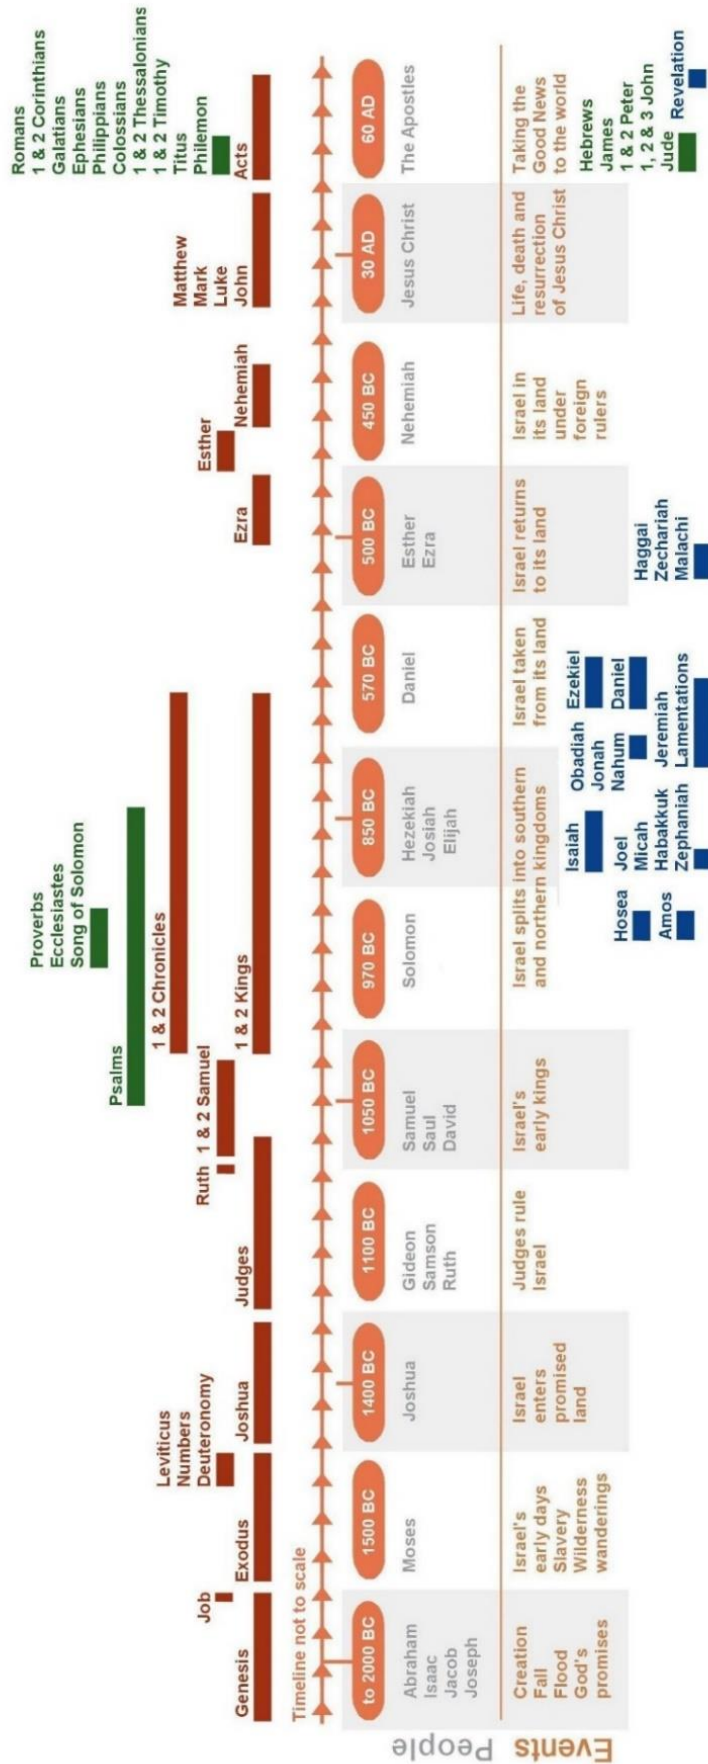 Proverbs
Ecclesiastes
Song of Solomon
Psalms
1 & 2 Chronicles
Romans
1 & 2 Corinthians
Galatians
Ephesians
Philippians
Colossians
1 & 2 Thessalonians
1 & 2 Timothy
Titus
Philemon
Job
Leviticus
Numbers
Deuteronomy
Ruth
1 & 2 Samuel
Esther
Matthew
Mark
Luke
John
Genesis
Exodus
Joshua
Judges
1 & 2 Kings
Ezra
Nehemiah
Acts
Timeline not to scale
to 2000 BC
1500 BC
1400 BC
1100 BC
1050 BC
970 BC
850 BC
570 BC
500 BC
450 BC
30 AD
60 AD
People
Abraham
Isaac
Jacob
Joseph
Moses
Joshua
Gideon
Samson
Ruth
Samuel
Saul
David
Solomon
Hezekiah
Josiah
Elijah
Daniel
Esther
Ezra
Nehemiah
Jesus Christ
The Apostles
Events
Creation
Fall
Flood
God's
promises
Israel's
early days
Slavery
Wilderness
wanderings
Israel
enters
promised
land
Judges rule
Israel
Israel's
early kings
Israel splits into southern
and northern kingdoms
Israel taken
from its land
Israel returns
to its land
Israel in
its land
under
foreign
rulers
Life, death and
resurrection
of Jesus Christ
Taking the
Good News
to the world
Hosea
Amos
Isaiah
Joel
Micah
Habakkuk
Zephaniah
Obadiah
Jonah
Nahum
Jeremiah
Lamentations
Ezekiel
Daniel
Haggai
Zechariah
Malachi
Hebrews
James
1 & 2 Peter
1, 2 & 3 John
Jude
Revelation